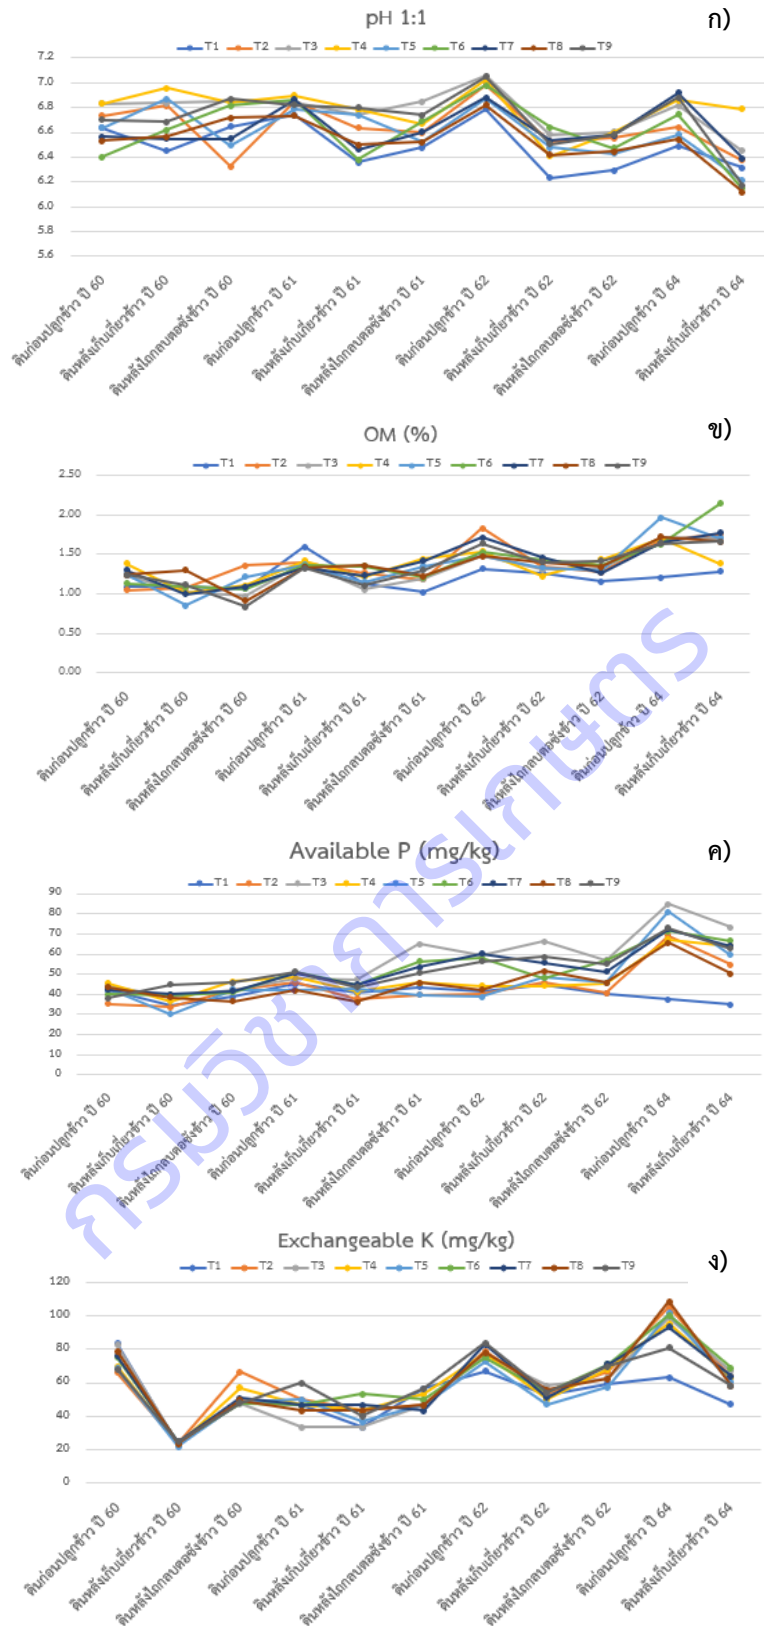 pH 1:1
ก)
T1 T2 T3 T4 T5 T6 T7 T8 T9
7.2
7.0
6.8
6.6
6.4
6.2
6.0
5.8
5.6
ดินก่อนปลูกข้าว ปี 60
ดินหลังเก็บเกี่ยวข้าว ปี 60
ดินหลังไถกลบตอซังข้าว ปี 60
ดินก่อนปลูกข้าว ปี 61
ดินหลังเก็บเกี่ยวข้าว ปี 61
ดินหลังไถกลบตอซังข้าว ปี 61
ดินก่อนปลูกข้าว ปี 62
ดินหลังเก็บเกี่ยวข้าว ปี 62
ดินหลังไถกลบตอซังข้าว ปี 62
ดินก่อนปลูกข้าว ปี 64
ดินหลังเก็บเกี่ยวข้าว ปี 64
OM (%)
ข)
T1 T2 T3 T4 T5 T6 T7 T8 T9
2.50
2.00
1.50
1.00
0.50
0.00
ดินก่อนปลูกข้าว ปี 60
ดินหลังเก็บเกี่ยวข้าว ปี 60
ดินหลังไถกลบตอซังข้าว ปี 60
ดินก่อนปลูกข้าว ปี 61
ดินหลังเก็บเกี่ยวข้าว ปี 61
ดินหลังไถกลบตอซังข้าว ปี 61
ดินก่อนปลูกข้าว ปี 62
ดินหลังเก็บเกี่ยวข้าว ปี 62
ดินหลังไถกลบตอซังข้าว ปี 62
ดินก่อนปลูกข้าว ปี 64
ดินหลังเก็บเกี่ยวข้าว ปี 64
Available P (mg/kg)
ค)
T1 T2 T3 T4 T5 T6 T7 T8 T9
90
80
70
60
50
40
30
20
10
0
ดินก่อนปลูกข้าว ปี 60
ดินหลังเก็บเกี่ยวข้าว ปี 60
ดินหลังไถกลบตอซังข้าว ปี 60
ดินก่อนปลูกข้าว ปี 61
ดินหลังเก็บเกี่ยวข้าว ปี 61
ดินหลังไถกลบตอซังข้าว ปี 61
ดินก่อนปลูกข้าว ปี 62
ดินหลังเก็บเกี่ยวข้าว ปี 62
ดินหลังไถกลบตอซังข้าว ปี 62
ดินก่อนปลูกข้าว ปี 64
ดินหลังเก็บเกี่ยวข้าว ปี 64
Exchangeable K (mg/kg)
ง)
T1 T2 T3 T4 T5 T6 T7 T8 T9
120
100
80
60
40
20
0
ดินก่อนปลูกข้าว ปี 60
ดินหลังเก็บเกี่ยวข้าว ปี 60
ดินหลังไถกลบตอซังข้าว ปี 60
ดินก่อนปลูกข้าว ปี 61
ดินหลังเก็บเกี่ยวข้าว ปี 61
ดินหลังไถกลบตอซังข้าว ปี 61
ดินก่อนปลูกข้าว ปี 62
ดินหลังเก็บเกี่ยวข้าว ปี 62
ดินหลังไถกลบตอซังข้าว ปี 62
ดินก่อนปลูกข้าว ปี 64
ดินหลังเก็บเกี่ยวข้าว ปี 64
กรมวิชาการเกษตร